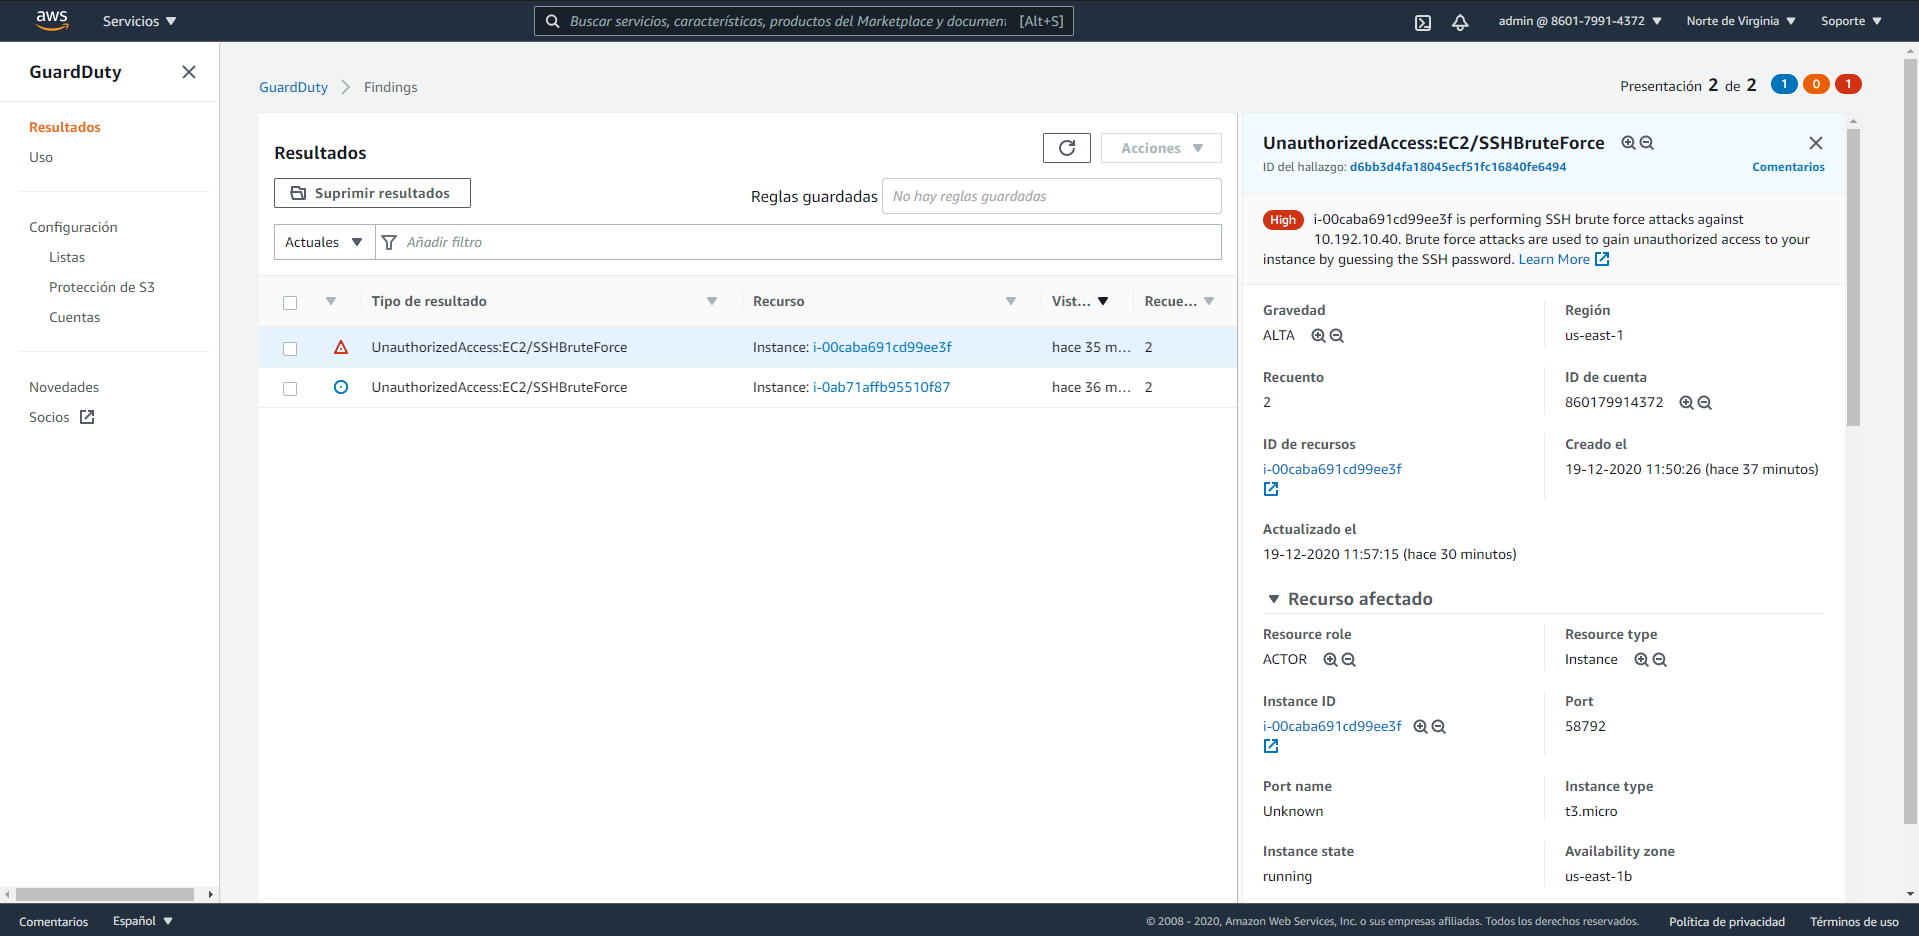 aws
Servicios
Buscar servicios, características, productos del Marketplace y document
[Alt+S]
admin @ 8601-7991-4372
Norte de Virginia
Soporte
GuardDuty
Resultados
Uso
Configuración
Listas
Protección de S3
Cuentas
Novedades
Socios
GuardDuty
Findings
Presentación 2 de 2
1
0
1
Resultados
Acciones
Suprimir resultados
Reglas guardadas
No hay reglas guardadas
Actuales
Añadir filtro
Tipo de resultado
Recurso
Vist...
Recue...
UnauthorizedAccess:EC2/SSHBruteForce
Instance: i-00caba691cd99ee3f
hace 35 m...
2
UnauthorizedAccess:EC2/SSHBruteForce
Instance: i-0ab71affb95510f87
hace 36 m...
2
UnauthorizedAccess:EC2/SSHBruteForce
ID del hallazgo: d6bb3d4fa18045ecf51fc16840fe6494
Comentarios
High
i-00caba691cd99ee3f is performing SSH brute force attacks against
10.192.10.40. Brute force attacks are used to gain unauthorized access to your
instance by guessing the SSH password. Learn More
Gravedad
ALTA
Región
us-east-1
Recuento
2
ID de cuenta
860179914372
ID de recursos
i-00caba691cd99ee3f
Creado el
19-12-2020 11:50:26 (hace 37 minutos)
Actualizado el
19-12-2020 11:57:15 (hace 30 minutos)
Recurso afectado
Resource role
ACTOR
Resource type
Instance
Instance ID
i-00caba691cd99ee3f
Port
58792
Port name
Unknown
Instance type
t3.micro
Instance state
running
Availability zone
us-east-1b
Comentarios
Español
© 2008 - 2020, Amazon Web Services, Inc. o sus empresas afiliadas. Todos los derechos reservados.
Política de privacidad
Términos de uso